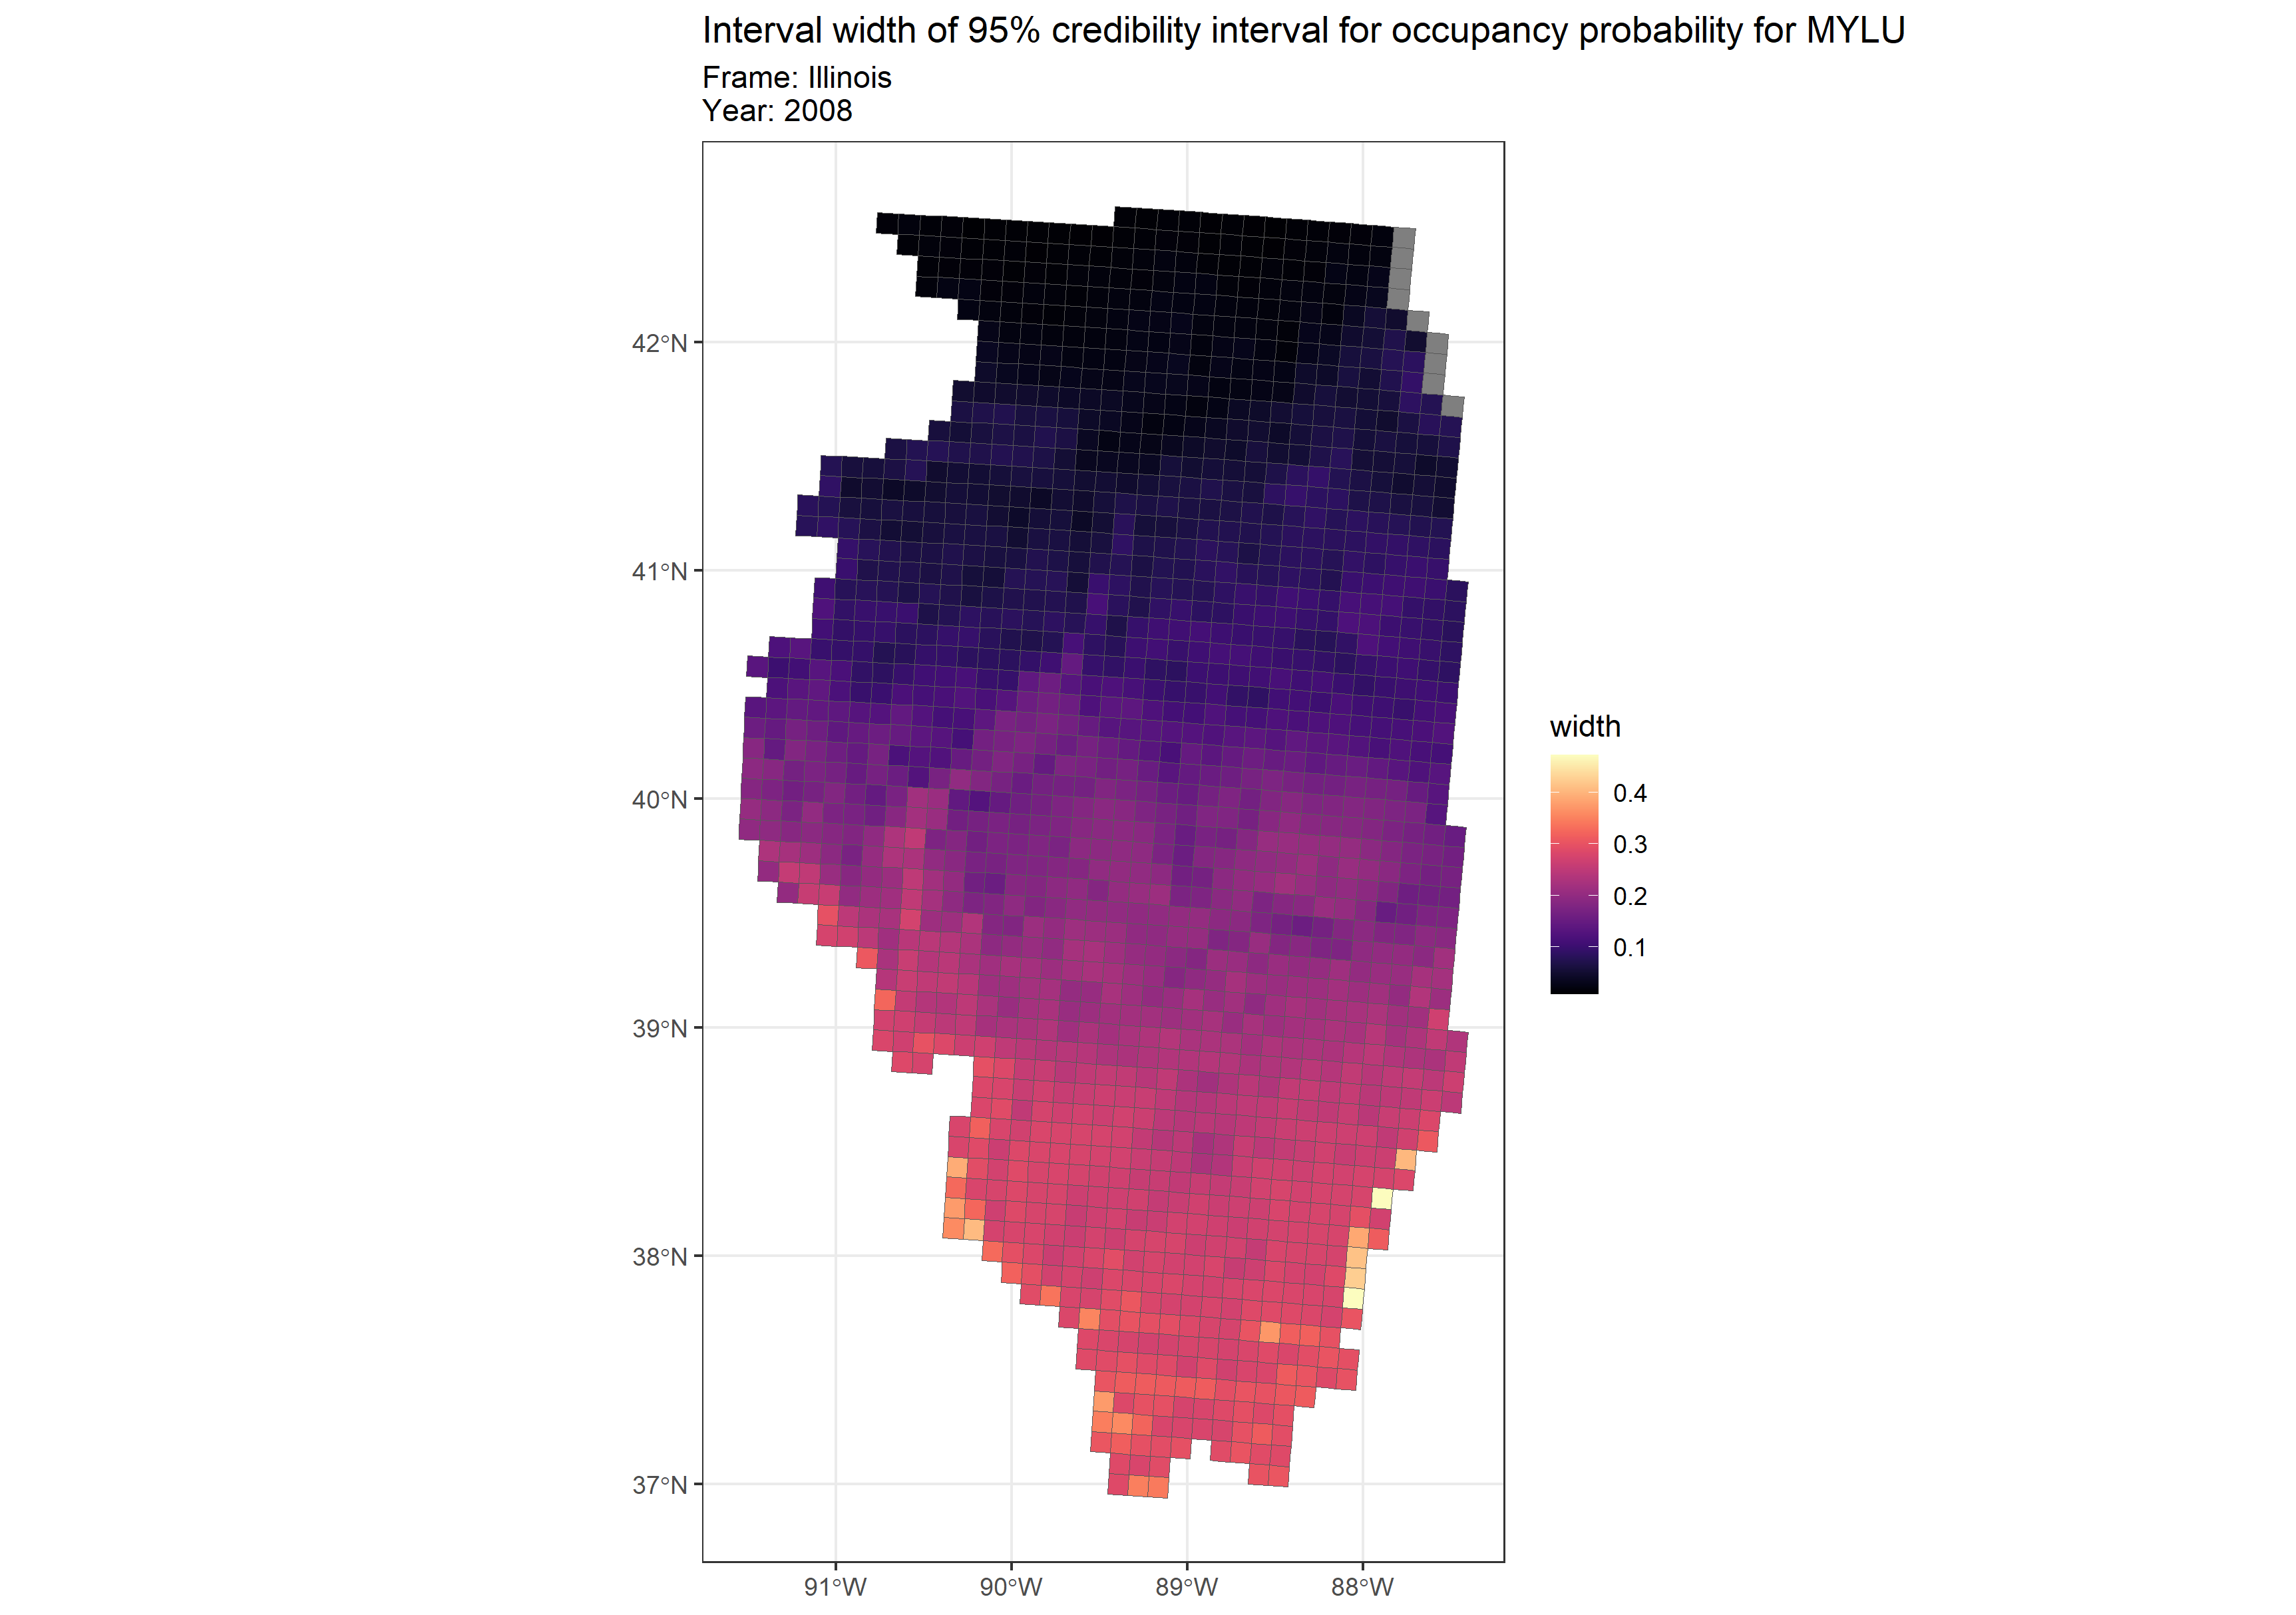 Interval width of 95% credibility interval for occupancy probability for MYLU
Frame: Illinois
Year: 2008
42°N
41°N
40°N
39°N
38°N
37°N
91°W
90°W
89°W
88°W
width
0.4
0.3
0.2
0.1